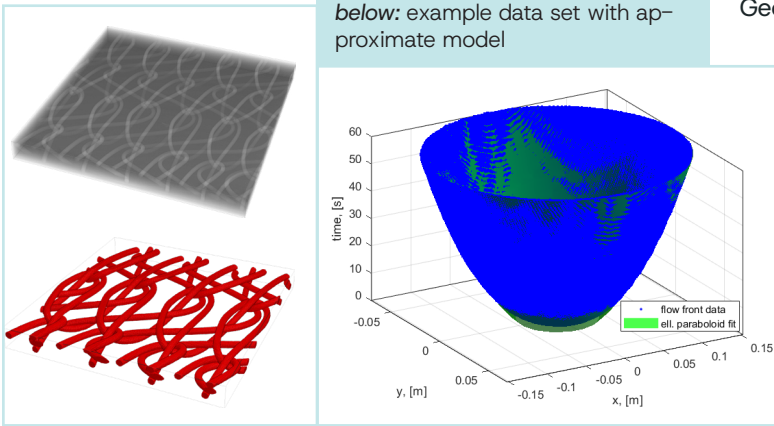 below: example data set with ap-
proximate model
60
50
40
30
20
10
0
time, [s]
-0.05
0
0.05
y, [m]
-0.15
-0.1
-0.05
0
0.05
0.1
0.15
x, [m]
flow front data
ell. paraboloid fit